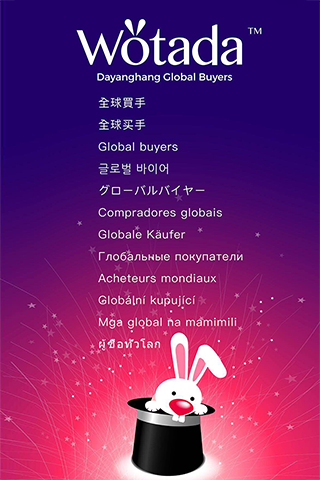 Wotada™
Dayanghang Global Buyers
全球買手
全球买手
Global buyers
글로벌 바이어
グローバルバイヤー
Compradores globais
Globale Käufer
Глобальные покупатели
Acheteurs mondiaux
Globální kupující
Mga global na mamimili
ผู้ซื้อทั่วโลก